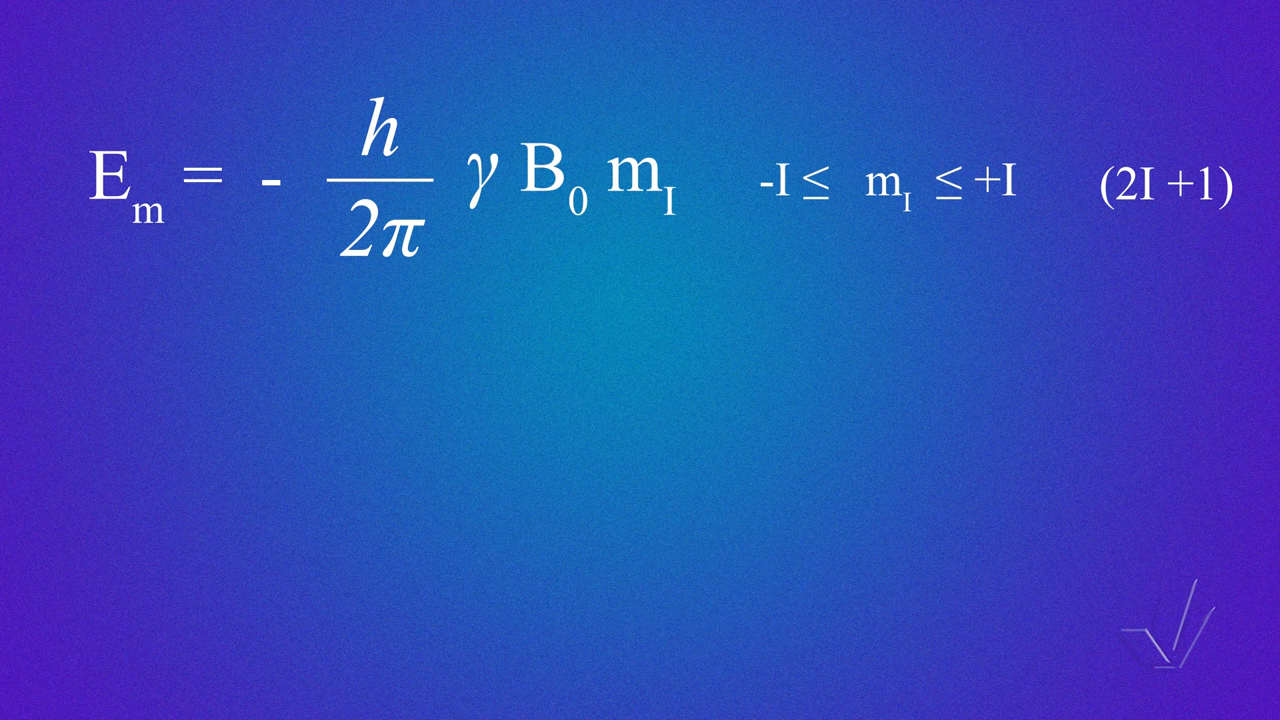 E_m = - h/2π γ B_0 m_I   -I ≤ m_I ≤ +I   (2I +1)